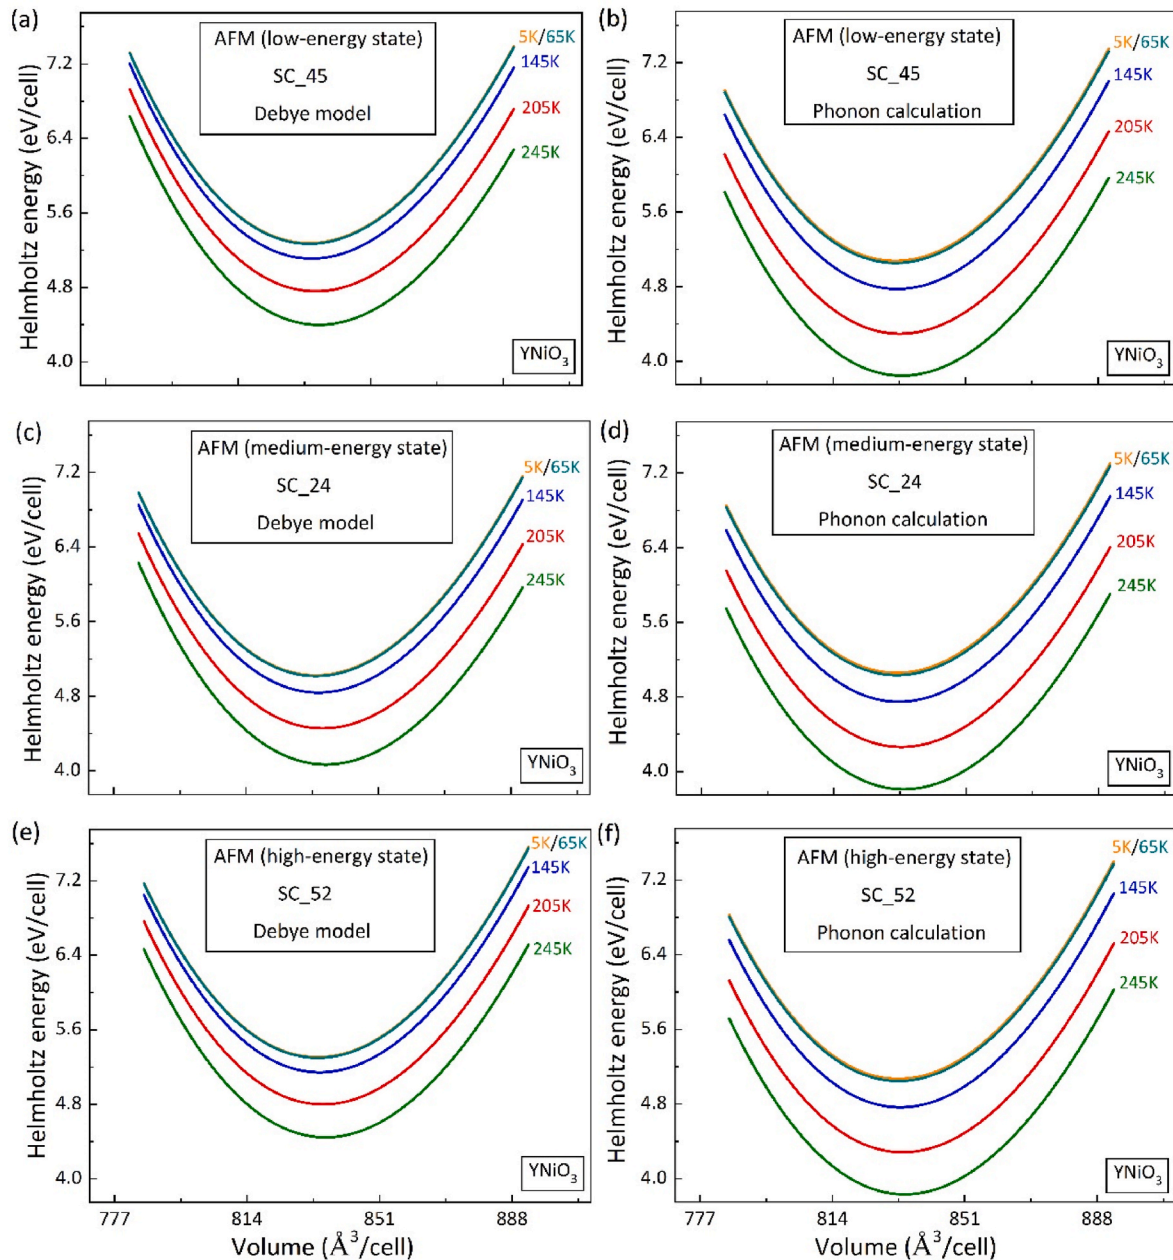 (a)
AFM (low-energy state)
SC_45
Debye model
5K/65K
145K
205K
245K
7.2
6.4
5.6
4.8
4.0
Helmholtz energy (eV/cell)
YNiO₃
(b)
AFM (low-energy state)
SC_45
Phonon calculation
5K/65K
145K
205K
245K
7.2
6.4
5.6
4.8
4.0
Helmholtz energy (eV/cell)
YNiO₃
(c)
AFM (medium-energy state)
SC_24
Debye model
5K/65K
145K
205K
245K
7.2
6.4
5.6
4.8
4.0
Helmholtz energy (eV/cell)
YNiO₃
(d)
AFM (medium-energy state)
SC_24
Phonon calculation
5K/65K
145K
205K
245K
7.2
6.4
5.6
4.8
4.0
Helmholtz energy (eV/cell)
YNiO₃
(e)
AFM (high-energy state)
SC_52
Debye model
5K/65K
145K
205K
245K
7.2
6.4
5.6
4.8
4.0
Helmholtz energy (eV/cell)
YNiO₃
777 814 851 888
Volume (Å³/cell)
(f)
AFM (high-energy state)
SC_52
Phonon calculation
5K/65K
145K
205K
245K
7.2
6.4
5.6
4.8
4.0
Helmholtz energy (eV/cell)
YNiO₃
777 814 851 888
Volume (Å³/cell)